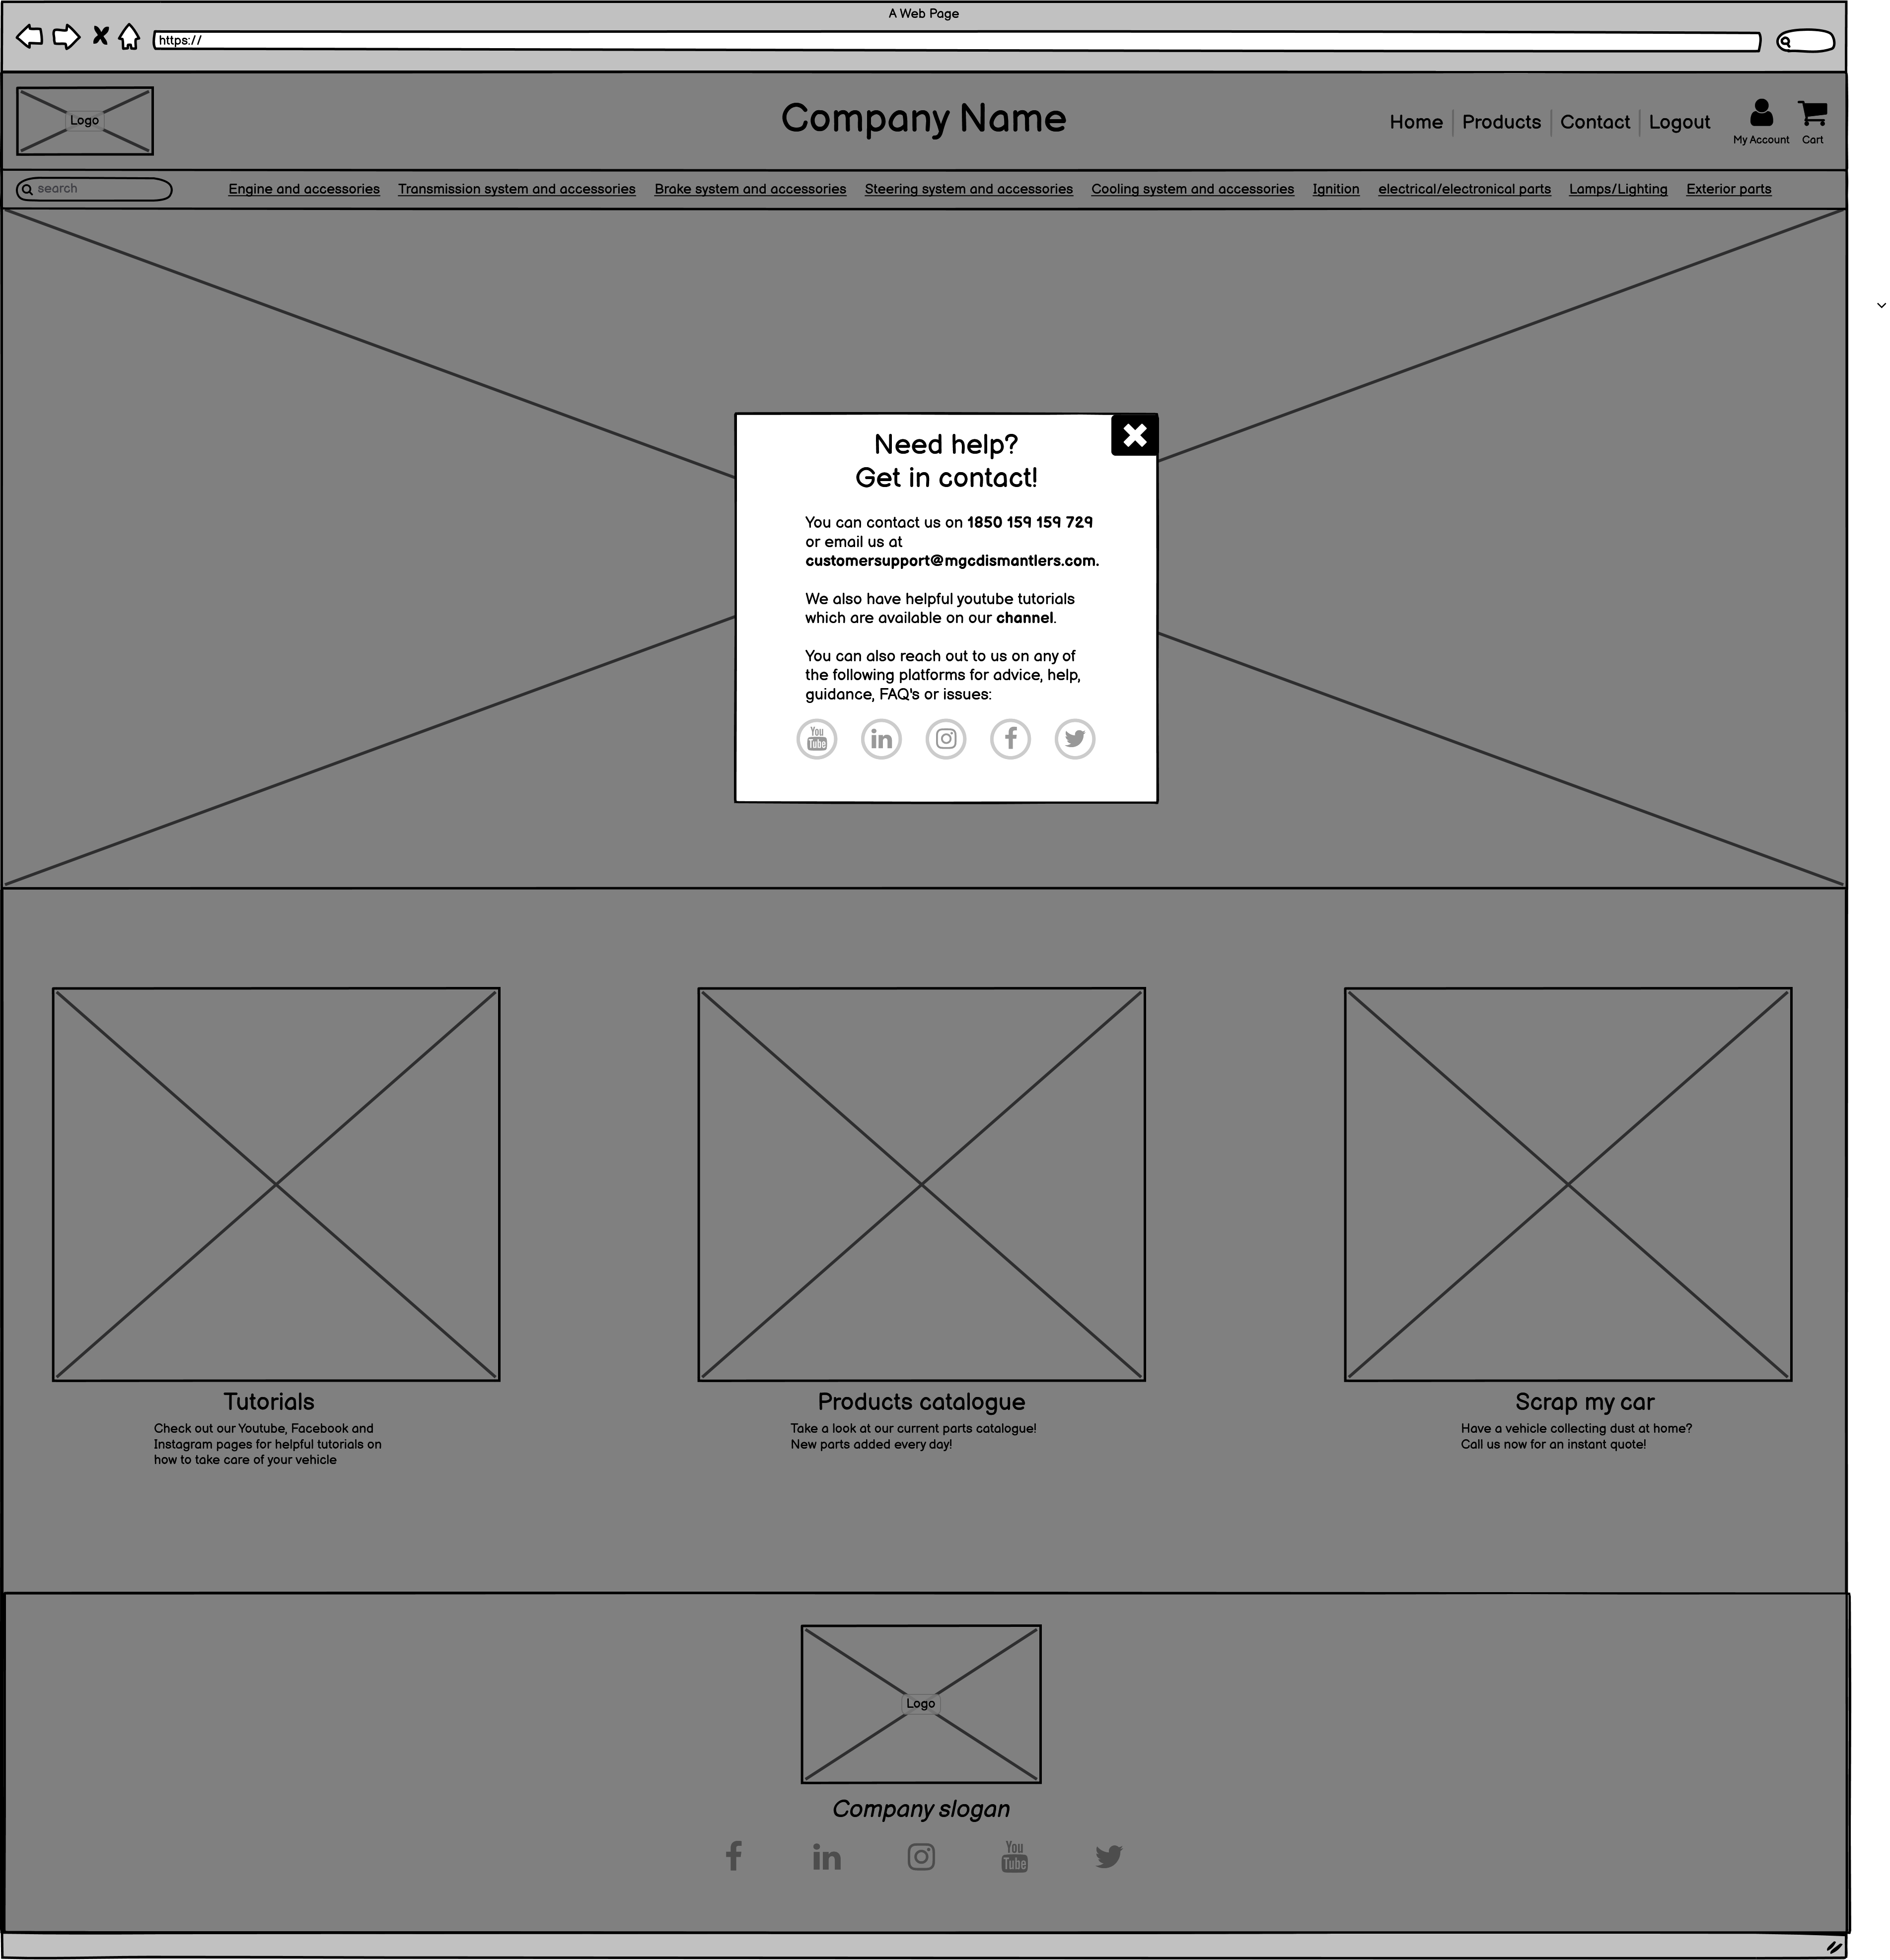 A Web Page
https://
Logo
Company Name
Home
Products
Contact
Logout
My Account
Cart
search
Engine and accessories
Transmission system and accessories
Brake system and accessories
Steering system and accessories
Cooling system and accessories
Ignition
electrical/electronical parts
Lamps/Lighting
Exterior parts
Need help?
Get in contact!
You can contact us on 1850 159 159 729
or email us at
customersupport@mgcdismantlers.com.
We also have helpful youtube tutorials
which are available on our channel.
You can also reach out to us on any of
the following platforms for advice, help,
guidance, FAQ's or issues:
You
Tube
in
Tutorials
Check out our Youtube, Facebook and
Instagram pages for helpful tutorials on
how to take care of your vehicle
Products catalogue
Take a look at our current parts catalogue!
New parts added every day!
Scrap my car
Have a vehicle collecting dust at home?
Call us now for an instant quote!
Logo
Company slogan
in
You
Tube